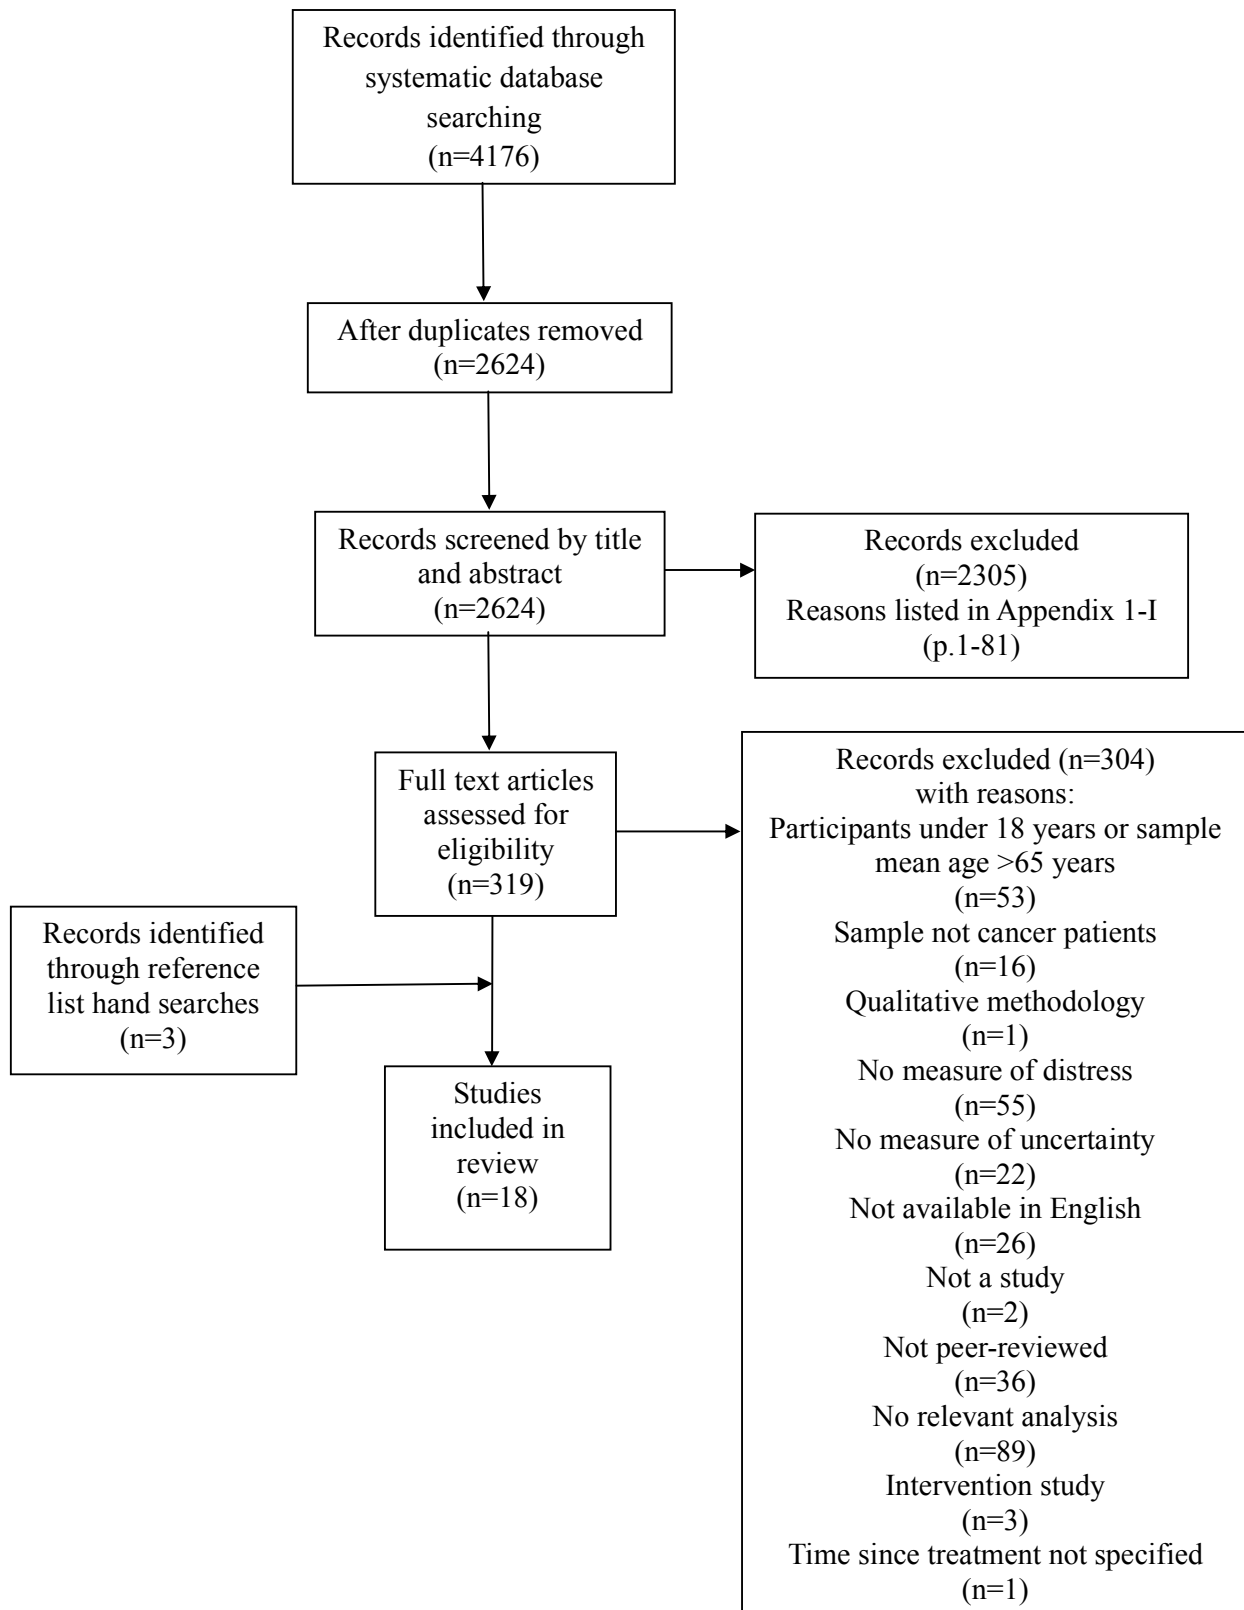 Records identified through
systematic database
searching
(n=4176)
After duplicates removed
(n=2624)
Records screened by title
and abstract
(n=2624)
Records excluded
(n=2305)
Reasons listed in Appendix 1-I
(p.1-81)
Full text articles
assessed for
eligibility
(n=319)
Records excluded (n=304)
with reasons:
Participants under 18 years or sample
mean age >65 years
(n=53)
Sample not cancer patients
(n=16)
Qualitative methodology
(n=1)
No measure of distress
(n=55)
No measure of uncertainty
(n=22)
Not available in English
(n=26)
Not a study
(n=2)
Not peer-reviewed
(n=36)
No relevant analysis
(n=89)
Intervention study
(n=3)
Time since treatment not specified
(n=1)
Records identified
through reference
list hand searches
(n=3)
Studies
included in
review
(n=18)